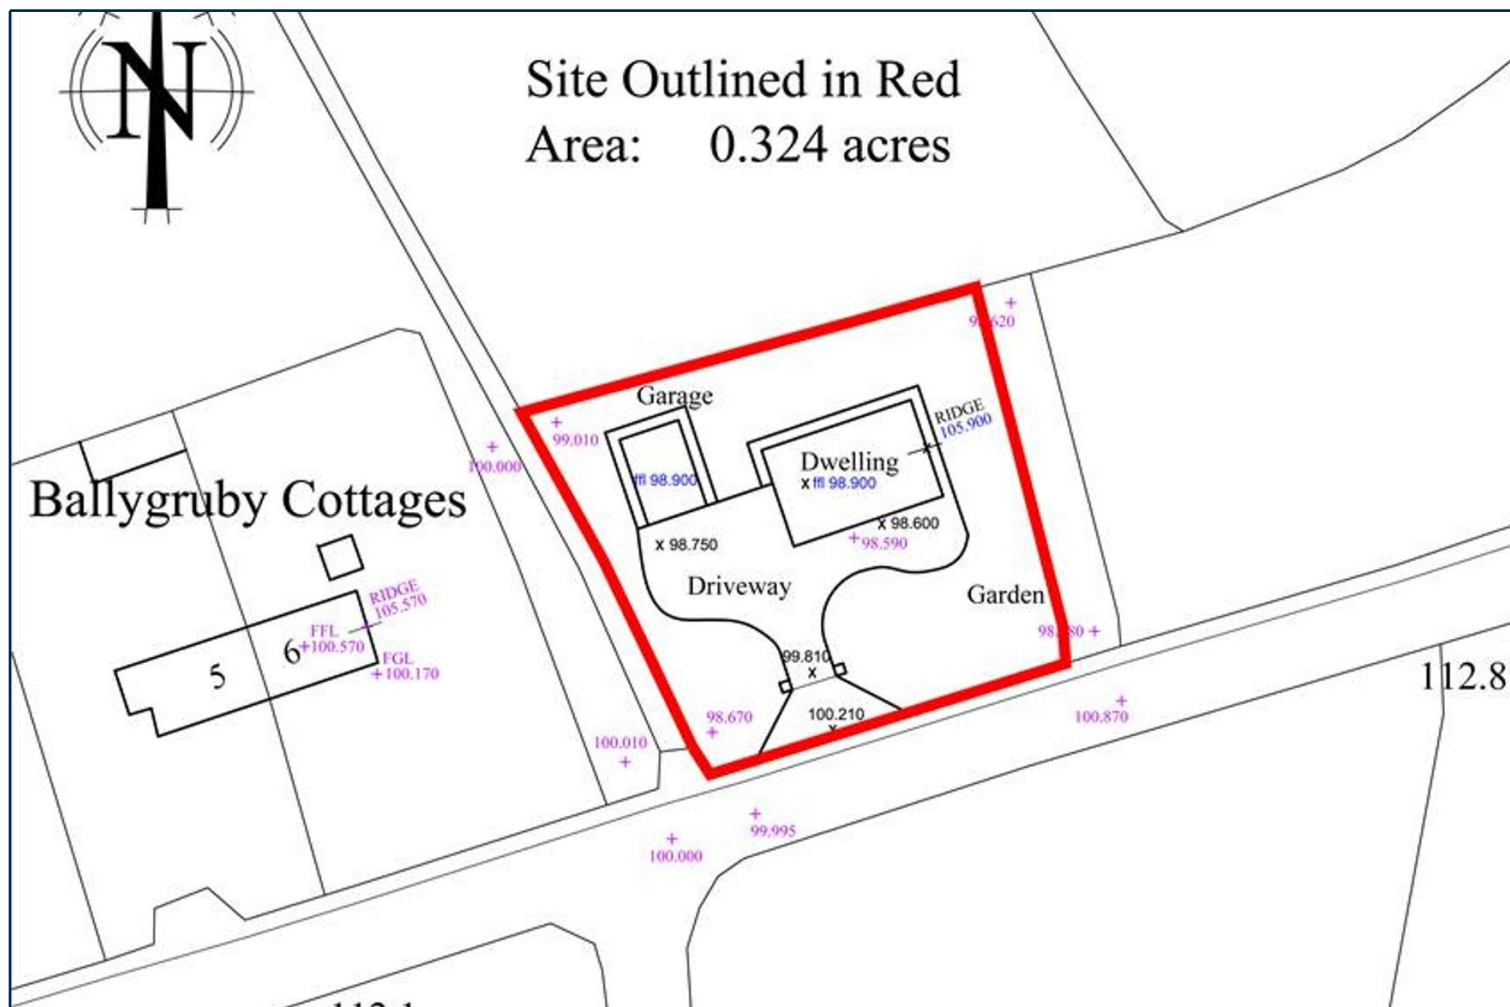 N
Site Outlined in Red
Area: 0.324 acres
Garage
99.010
100.000
ffl 98.900
RIDGE
105.900
Dwelling
x ffl 98.900
x 98.600
98.590
x 98.750
Driveway
Garden
Ballygruby Cottages
RIDGE
105.570
FFL
100.570
FGL
100.170
5
6
99.810
x
98.670
100.210
x
100.010
100.870
112.8
99.995
100.000